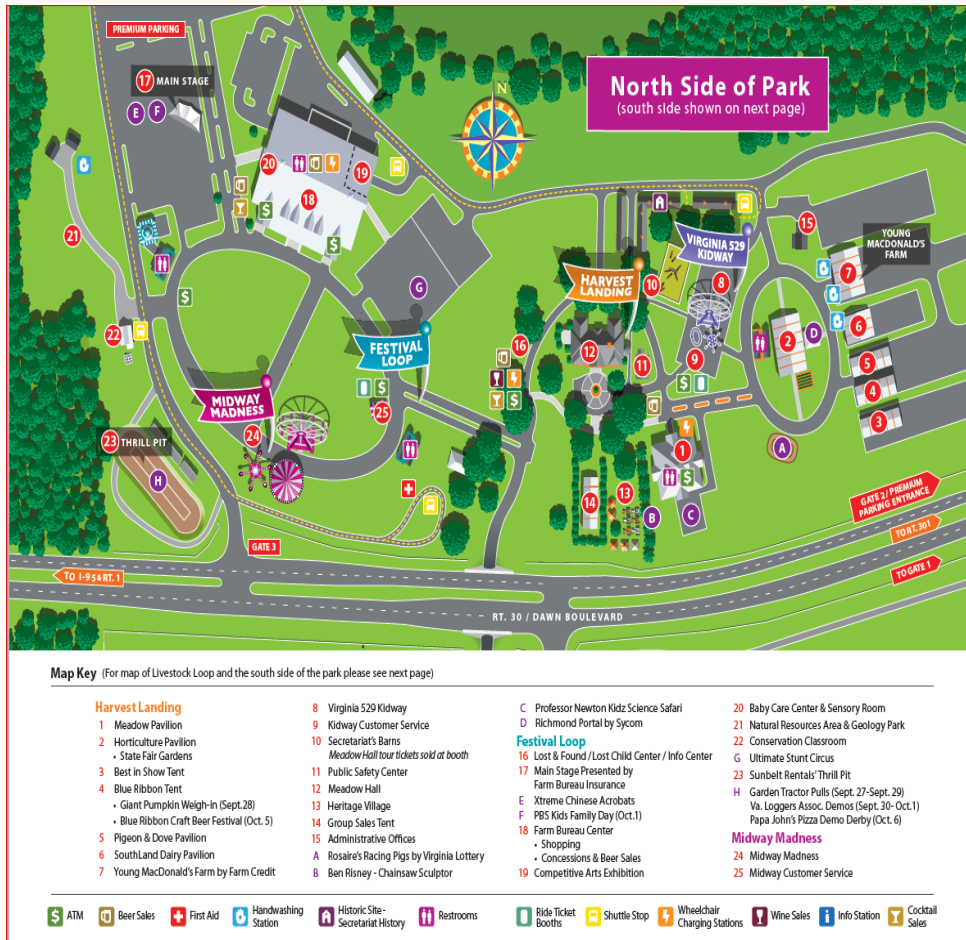 PREMIUM PARKING
17 MAIN STAGE
E F
N
North Side of Park
(south side shown on next page)
20
19
18
21
15
YOUNG
MACDONALD'S
FARM
VIRGINIA 529
KIDWAY
7
HARVEST
LANDING
10
8
G
22
FESTIVAL
LOOP
16
12
11
9
2
D
6
5
4
3
MIDWAY
MADNESS
25
24
23 THRILL PIT
H
1
A
14
13
B
C
GATE 2/ PREMIUM
PARKING ENTRANCE
TO RT. 301
TO GATE 1
GATE 3
TO I-95 & RT. 1
RT. 30 / DAWN BOULEVARD
Map Key (For map of Livestock Loop and the south side of the park please see next page)
Harvest Landing
1 Meadow Pavilion
2 Horticulture Pavilion
• State Fair Gardens
3 Best in Show Tent
4 Blue Ribbon Tent
• Giant Pumpkin Weigh-in (Sept.28)
• Blue Ribbon Craft Beer Festival (Oct. 5)
5 Pigeon & Dove Pavilion
6 SouthLand Dairy Pavilion
7 Young MacDonald's Farm by Farm Credit
8 Virginia 529 Kidway
9 Kidway Customer Service
10 Secretariat's Barns
Meadow Hall tour tickets sold at booth
11 Public Safety Center
12 Meadow Hall
13 Heritage Village
14 Group Sales Tent
15 Administrative Offices
A Rosaire's Racing Pigs by Virginia Lottery
B Ben Risney - Chainsaw Sculptor
C Professor Newton Kidz Science Safari
D Richmond Portal by Sycom
Festival Loop
16 Lost & Found /Lost Child Center / Info Center
17 Main Stage Presented by
Farm Bureau Insurance
E Xtreme Chinese Acrobats
F PBS Kids Family Day (Oct.1)
18 Farm Bureau Center
• Shopping
• Concessions & Beer Sales
19 Competitive Arts Exhibition
20 Baby Care Center & Sensory Room
21 Natural Resources Area & Geology Park
22 Conservation Classroom
G Ultimate Stunt Circus
23 Sunbelt Rentals' Thrill Pit
H Garden Tractor Pulls (Sept. 27-Sept. 29)
Va. Loggers Assoc. Demos (Sept. 30- Oct.1)
Papa John's Pizza Demo Derby (Oct. 6)
Midway Madness
24 Midway Madness
25 Midway Customer Service
$ ATM
Beer Sales
First Aid
Handwashing
Station
Historic Site -
Secretariat History
Restrooms
Ride Ticket
Booths
Shuttle Stop
Wheelchair
Charging Stations
Wine Sales
i Info Station
Cocktail
Sales